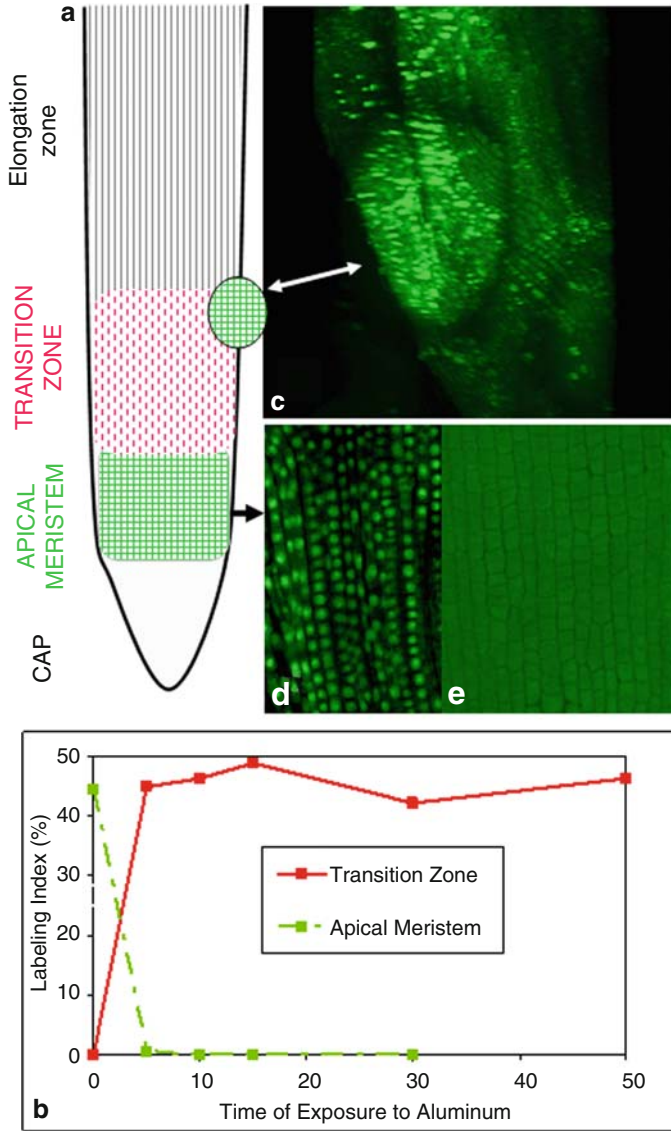 a
Elongation
zone
TRANSITION
ZONE
APICAL
MERISTEM
CAP
c
d
e
50
40
30
20
10
0
Labeling Index (%)
Transition Zone
Apical Meristem
0
10
20
30
40
50
Time of Exposure to Aluminum
b